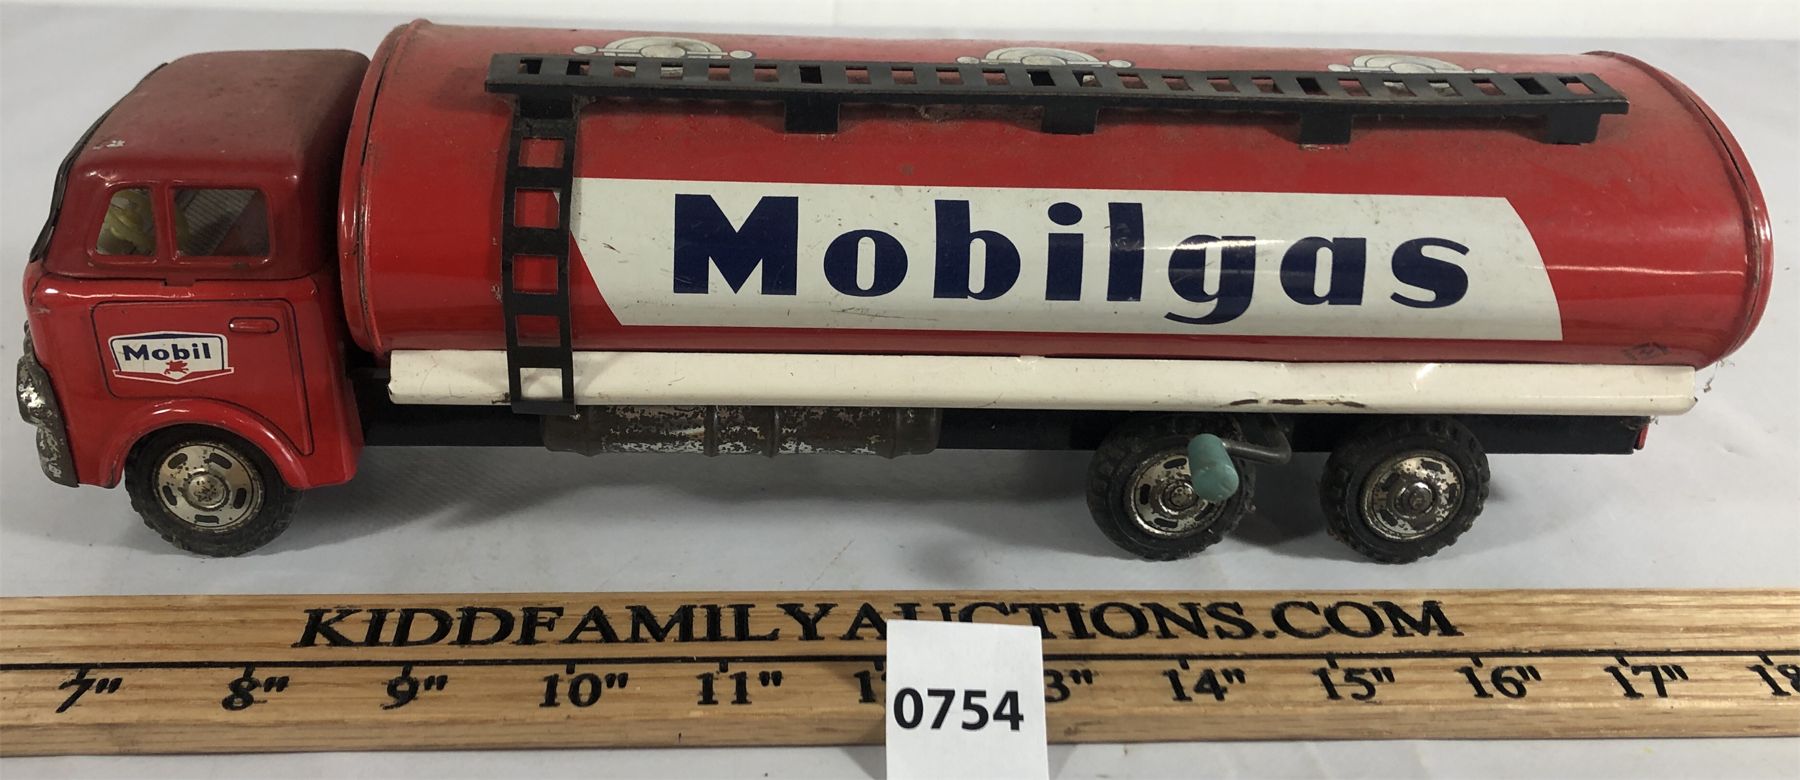 Mobilgas
Mobil
KIDDFAMILYAUCTIONS.COM
7" 8" 9" 10" 11" 14" 15" 16" 17"
0754